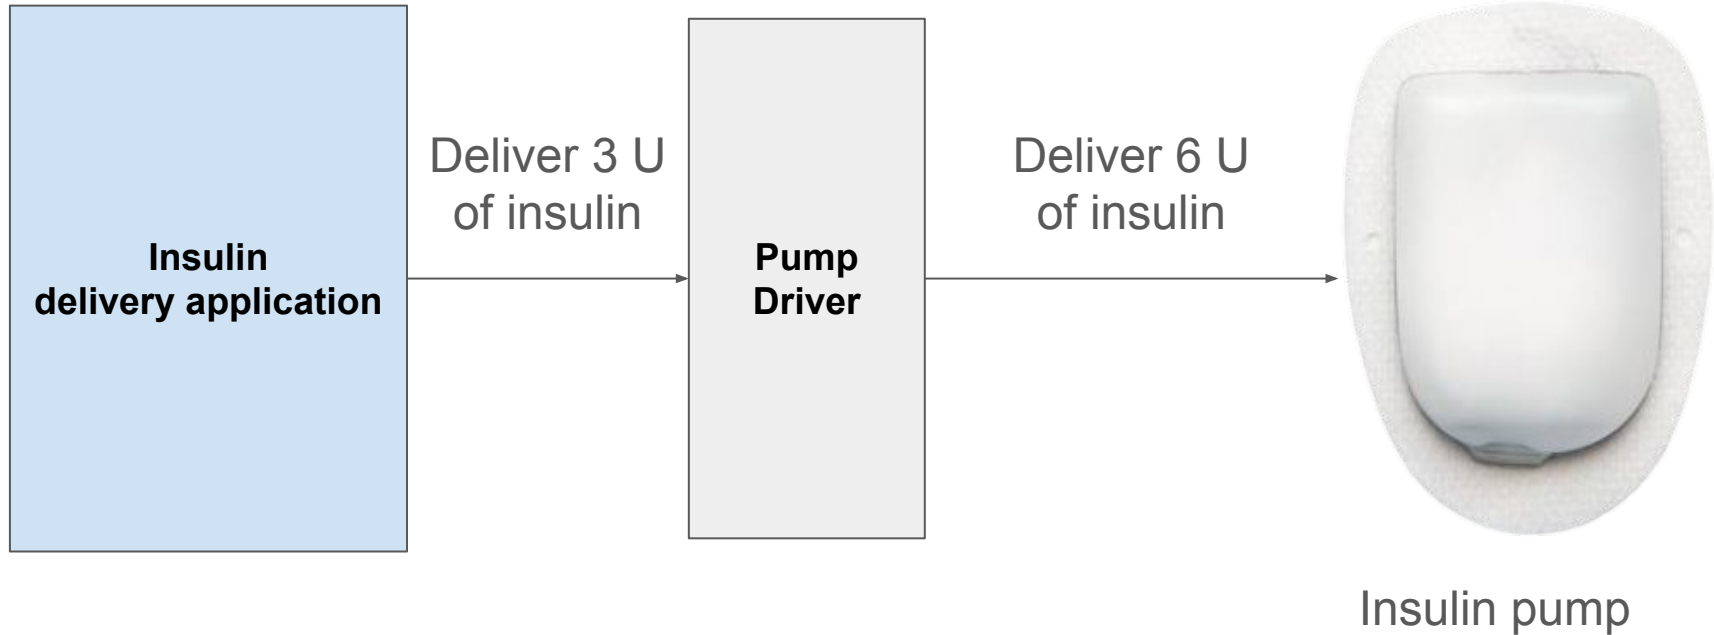 Insulin
delivery application
Deliver 3 U
of insulin
Pump
Driver
Deliver 6 U
of insulin
Insulin pump